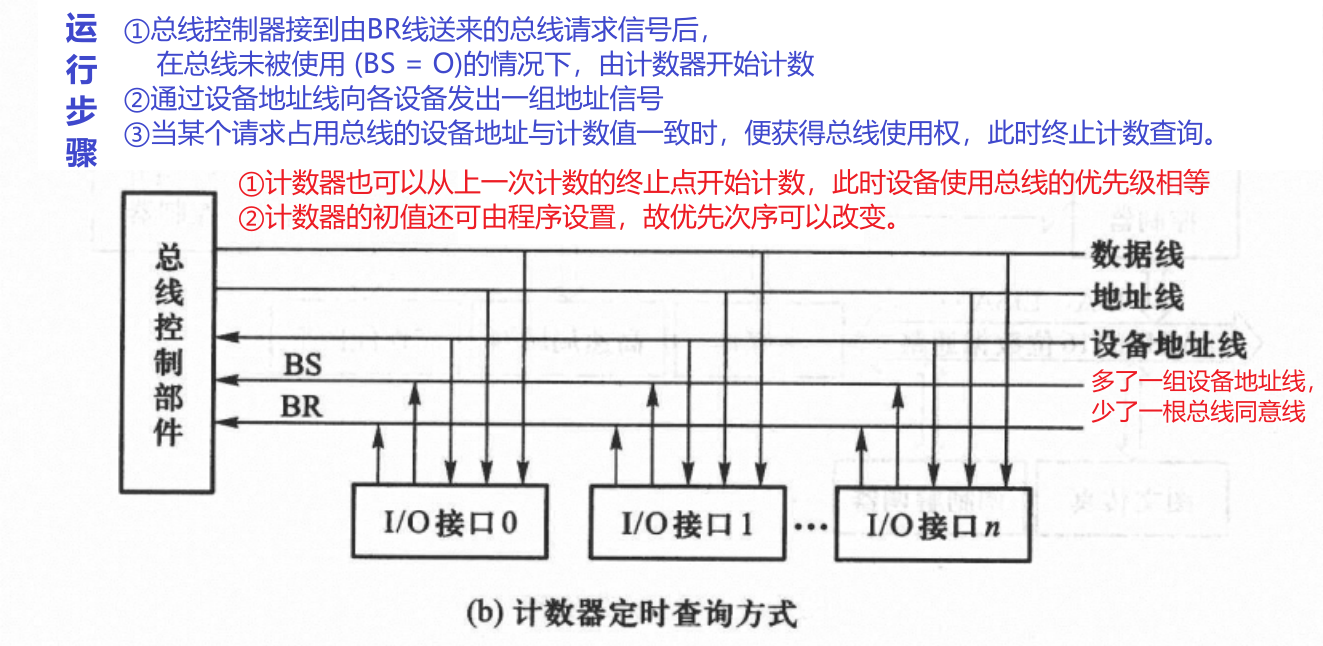 运行步骤
①总线控制器接到由BR线送来的总线请求信号后，
在总线未被使用 (BS = O)的情况下，由计数器开始计数
②通过设备地址线向各设备发出一组地址信号
③当某个请求占用总线的设备地址与计数值一致时，便获得总线使用权，此时终止计数查询。
①计数器也可以从上一次计数的终止点开始计数，此时设备使用总线的优先级相等
②计数器的初值还可由程序设置，故优先次序可以改变。
总线控制部件
数据线
地址线
设备地址线
BS
多了一组设备地址线，
BR
少了一根总线同意线
I/O 接口 0
I/O 接口 1
···
I/O 接口 n
(b) 计数器定时查询方式